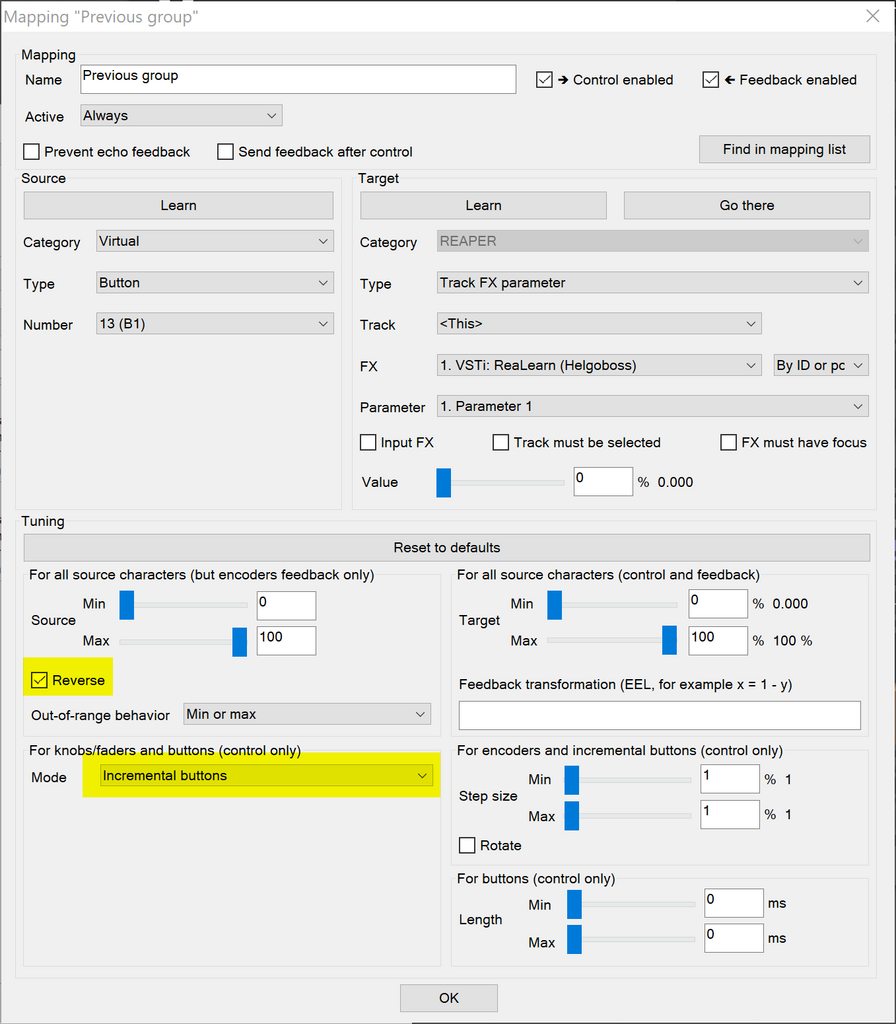 Mapping "Previous group"
Mapping
Name Previous group → Control enabled ← Feedback enabled
Active Always
Prevent echo feedback Send feedback after control Find in mapping list
Source Target
Learn Learn Go there
Category Virtual Category REAPER
Type Button Type Track FX parameter
Number 13 (B1) Track <This>
FX 1. VSTi: ReaLearn (Helgoboss) By ID or pc
Parameter 1. Parameter 1
Input FX Track must be selected FX must have focus
Value 0 % 0.000
Tuning
Reset to defaults
For all source characters (but encoders feedback only) For all source characters (control and feedback)
Min 0 Min 0 % 0.000
Source Target
Max 100 Max 100 % 100 %
Reverse Feedback transformation (EEL, for example x = 1 - y)
Out-of-range behavior Min or max
For knobs/faders and buttons (control only) For encoders and incremental buttons (control only)
Mode Incremental buttons Min 1 % 1
Step size
Max 1 % 1
Rotate
For buttons (control only)
Min 0 ms
Length
Max 0 ms
OK